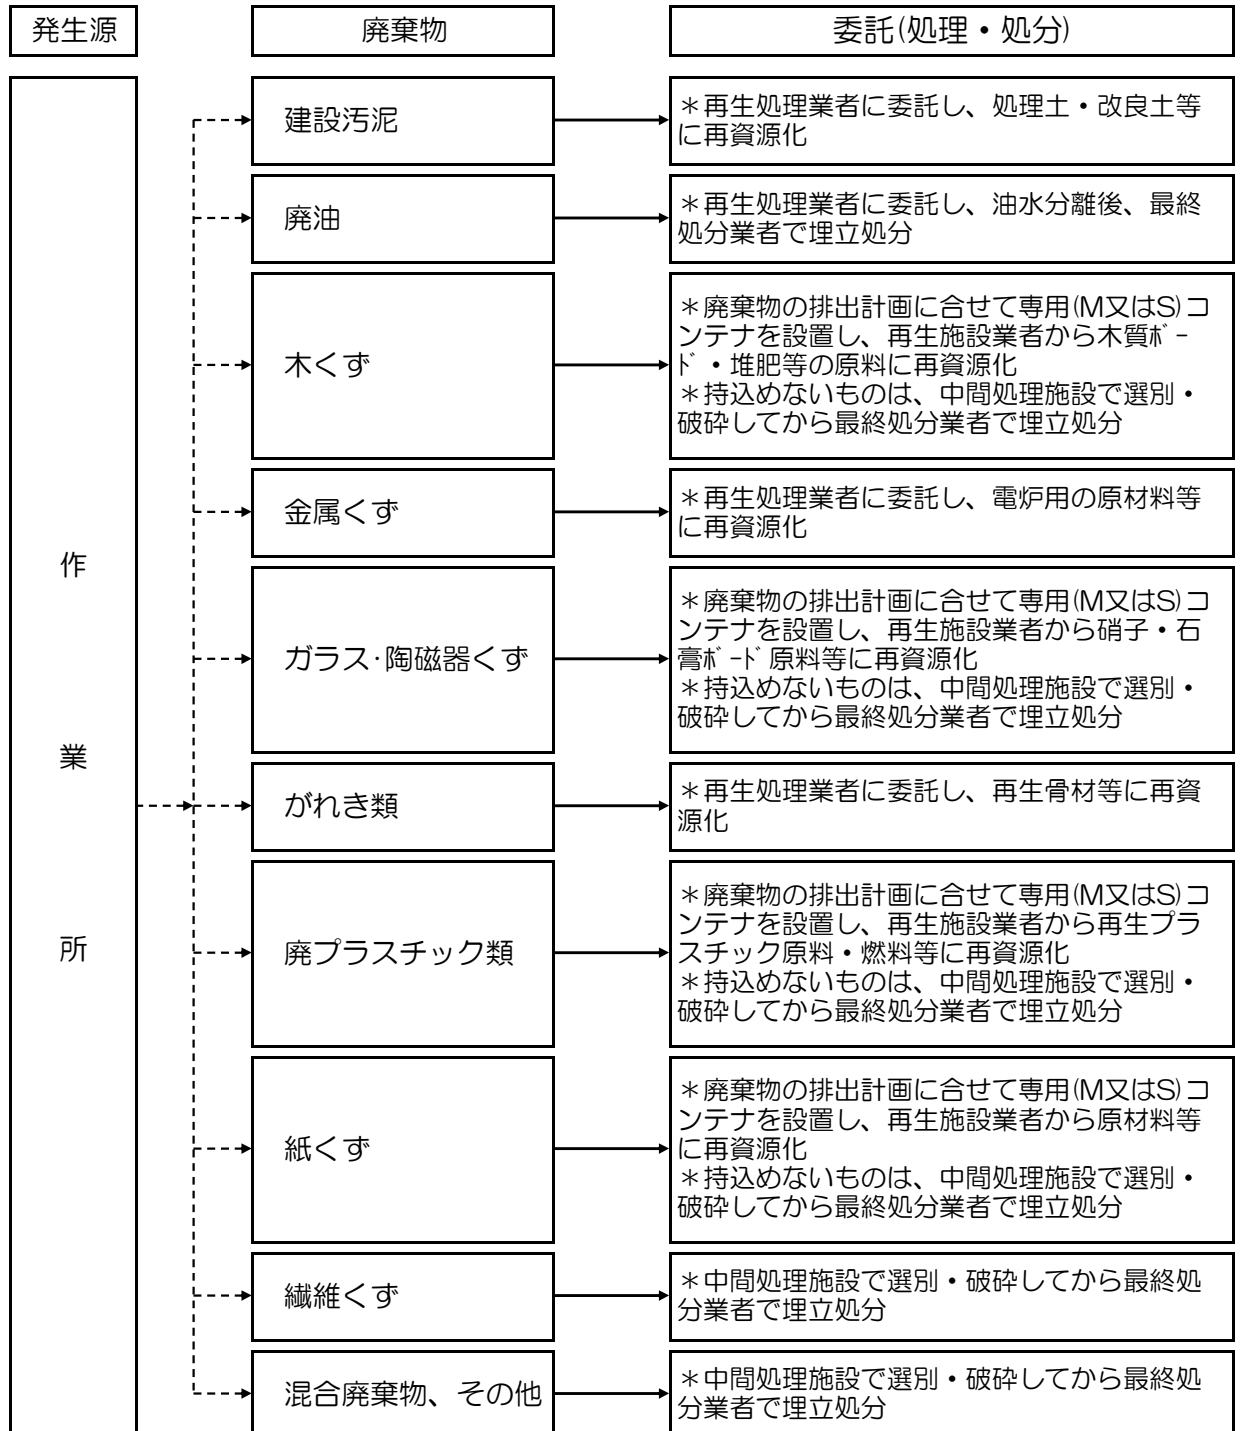 発生源
廃棄物
委託(処理・処分)
作
業
所
建設汚泥
＊再生処理業者に委託し、処理土・改良土等
に再資源化
廃油
＊再生処理業者に委託し、油水分離後、最終
処分業者で埋立処分
木くず
＊廃棄物の排出計画に合せて専用(M又はS)コ
ンテナを設置し、再生施設業者から木質ﾎﾞｰ
ﾄﾞ・堆肥等の原料に再資源化
＊持込めないものは、中間処理施設で選別・
破砕してから最終処分業者で埋立処分
金属くず
＊再生処理業者に委託し、電炉用の原材料等
に再資源化
ガラス･陶磁器くず
＊廃棄物の排出計画に合せて専用(M又はS)コ
ンテナを設置し、再生施設業者から硝子・石
膏ﾎﾞｰﾄﾞ原料等に再資源化
＊持込めないものは、中間処理施設で選別・
破砕してから最終処分業者で埋立処分
がれき類
＊再生処理業者に委託し、再生骨材等に再資
源化
廃プラスチック類
＊廃棄物の排出計画に合せて専用(M又はS)コ
ンテナを設置し、再生施設業者から再生プラ
スチック原料・燃料等に再資源化
＊持込めないものは、中間処理施設で選別・
破砕してから最終処分業者で埋立処分
紙くず
＊廃棄物の排出計画に合せて専用(M又はS)コ
ンテナを設置し、再生施設業者から原材料等
に再資源化
＊持込めないものは、中間処理施設で選別・
破砕してから最終処分業者で埋立処分
繊維くず
＊中間処理施設で選別・破砕してから最終処
分業者で埋立処分
混合廃棄物、その他
＊中間処理施設で選別・破砕してから最終処
分業者で埋立処分